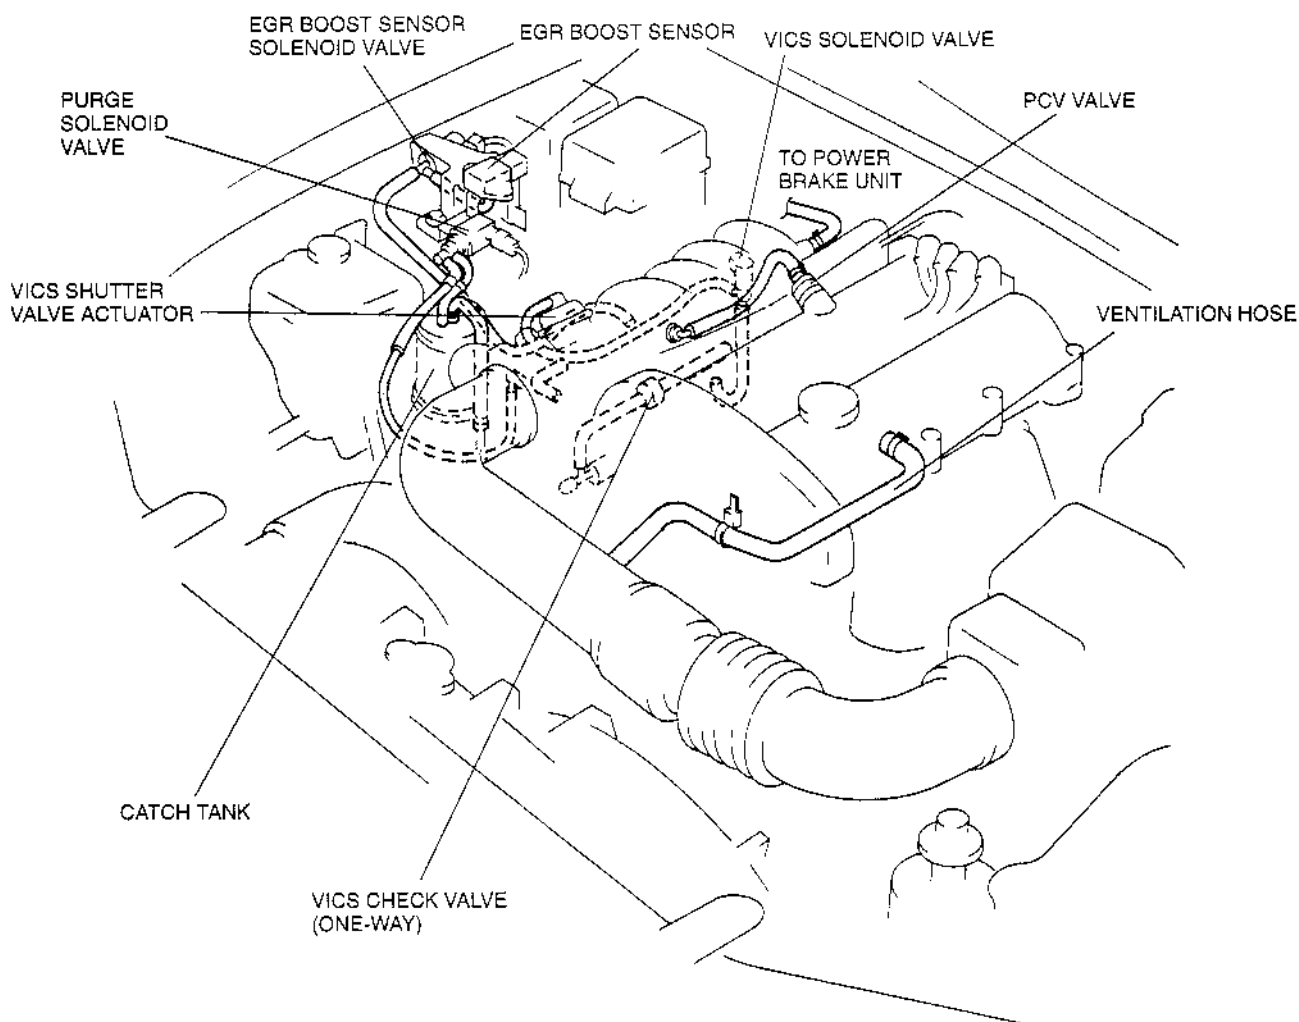 EGR BOOST SENSOR
SOLENOID VALVE
EGR BOOST SENSOR
VICS SOLENOID VALVE
PURGE
SOLENOID
VALVE
PCV VALVE
TO POWER
BRAKE UNIT
VICS SHUTTER
VALVE ACTUATOR
VENTILATION HOSE
CATCH TANK
VICS CHECK VALVE
(ONE-WAY)